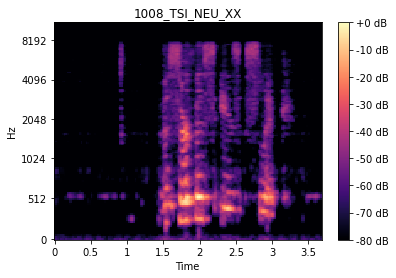 1008_TSI_NEU_XX
8192
4096
2048
1024
512
0
Hz
0 0.5 1 1.5 2 2.5 3 3.5
Time
+0 dB
-10 dB
-20 dB
-30 dB
-40 dB
-50 dB
-60 dB
-70 dB
-80 dB